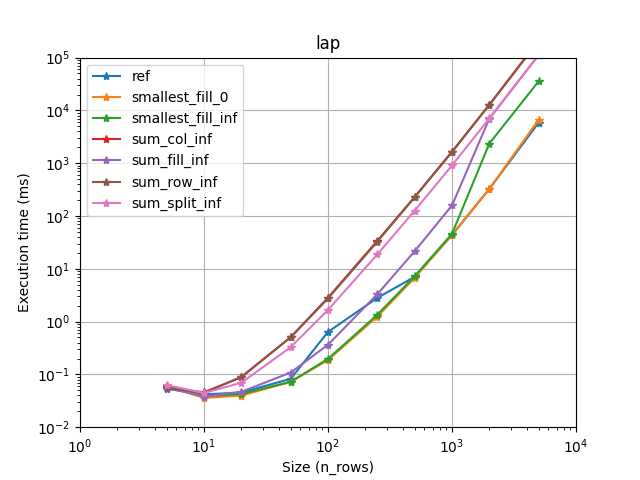 lap
10^5
10^4
10^3
10^2
10^1
10^0
10^-1
10^-2
Execution time (ms)
ref
smallest_fill_0
smallest_fill_inf
sum_col_inf
sum_fill_inf
sum_row_inf
sum_split_inf
10^0 10^1 10^2 10^3 10^4
Size (n_rows)